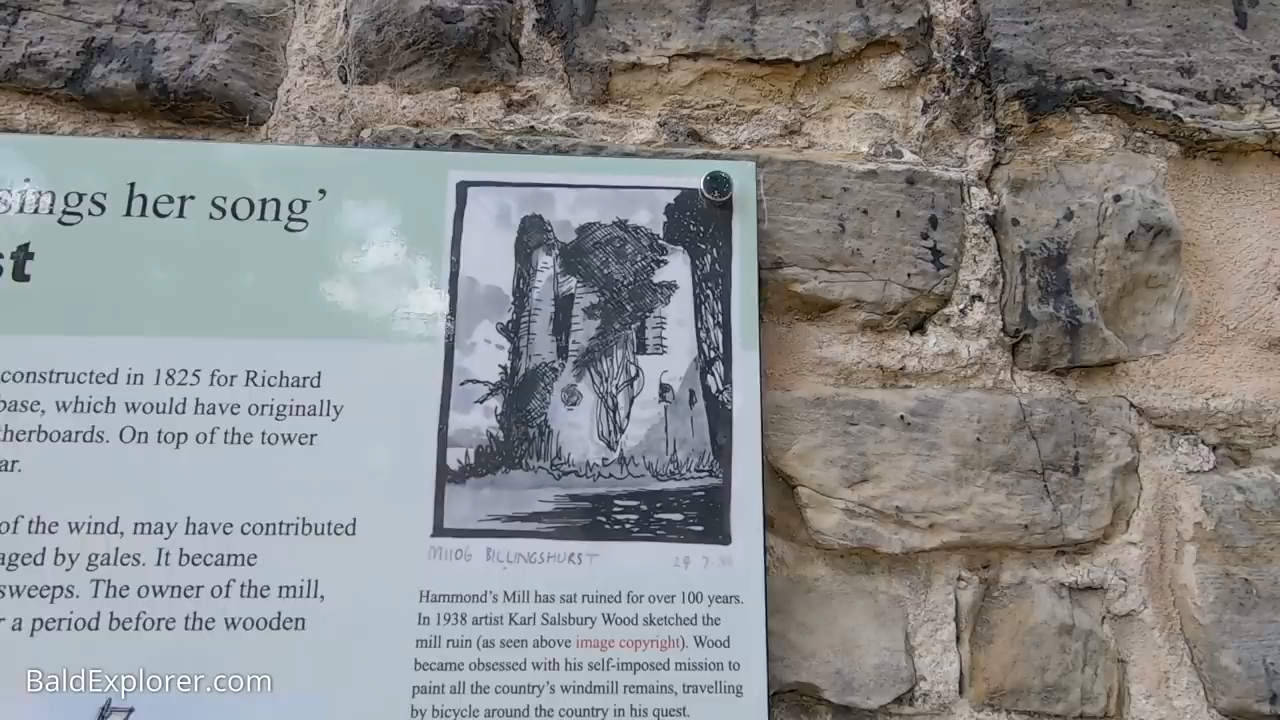 sings her song’
st
constructed in 1825 for Richard
base, which would have originally
therboards. On top of the tower
ar.
of the wind, may have contributed
aged by gales. It became
sweeps. The owner of the mill,
r a period before the wooden
M1106 BILLINGSHURST 29 7
Hammond’s Mill has sat ruined for over 100 years.
In 1938 artist Karl Salsbury Wood sketched the
mill ruin (as seen above image copyright). Wood
became obsessed with his self-imposed mission to
paint all the country’s windmill remains, travelling
by bicycle around the country in his quest.
BaldExplorer.com